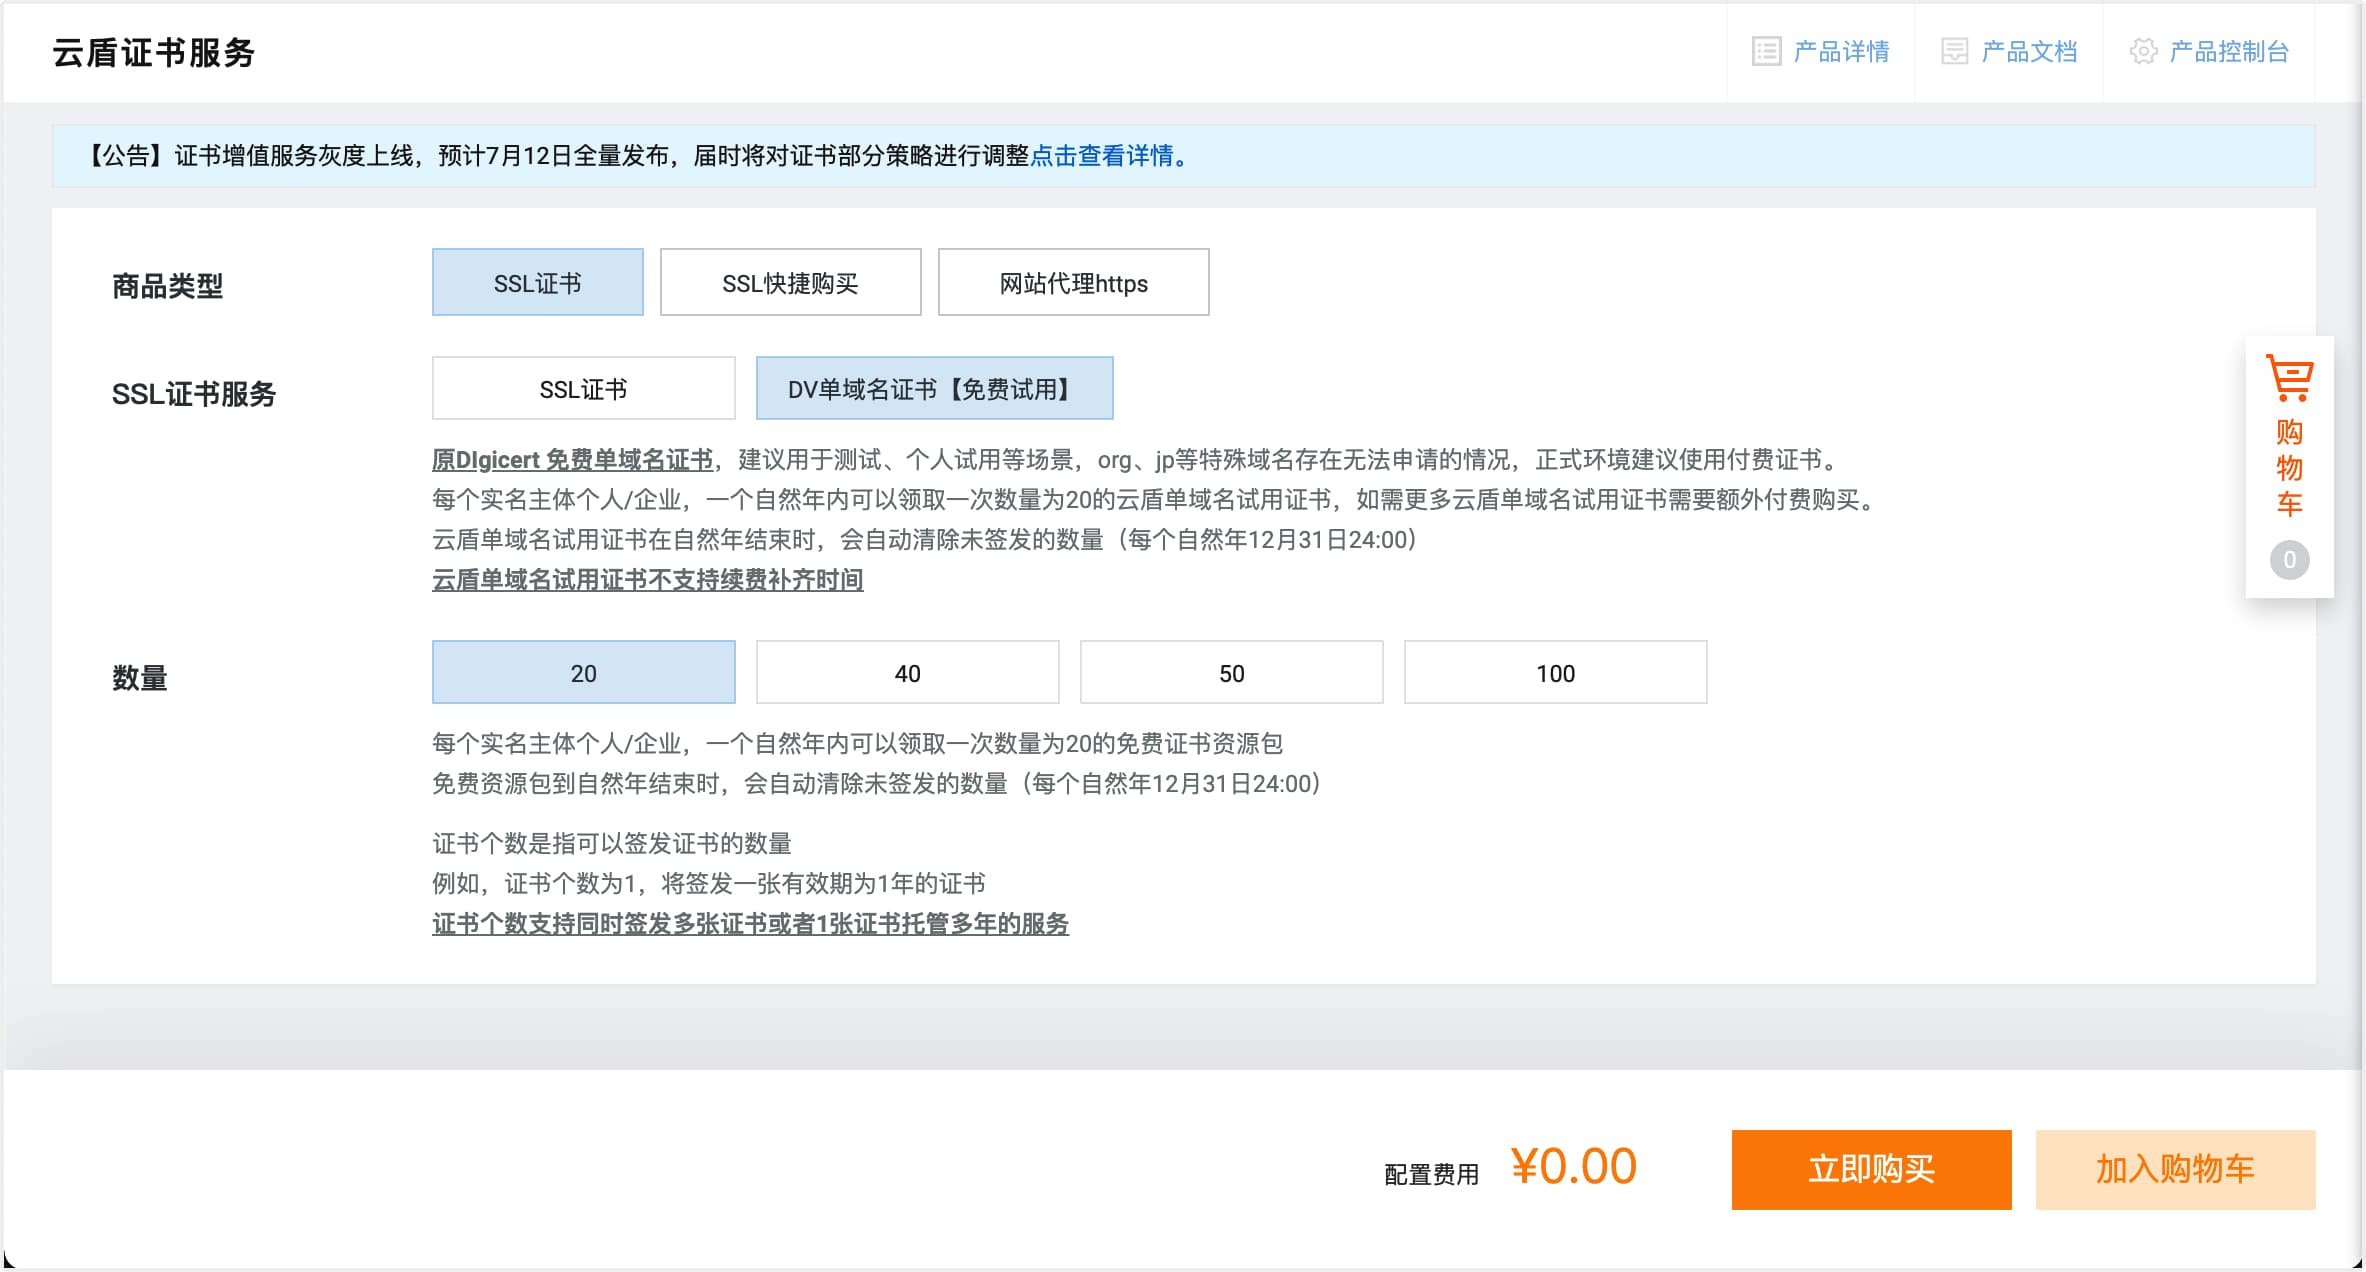 云盾证书服务
产品详情
产品文档
产品控制台
【公告】证书增值服务灰度上线，预计7月12日全量发布，届时将对证书部分策略进行调整点击查看详情。
商品类型
SSL证书
SSL快捷购买
网站代理https
SSL证书服务
SSL证书
DV单域名证书【免费试用】
原DIgicert 免费单域名证书，建议用于测试、个人试用等场景，org、jp等特殊域名存在无法申请的情况，正式环境建议使用付费证书。
每个实名主体个人/企业，一个自然年内可以领取一次数量为20的云盾单域名试用证书，如需更多云盾单域名试用证书需要额外付费购买。
云盾单域名试用证书在自然年结束时，会自动清除未签发的数量（每个自然年12月31日24:00）
云盾单域名试用证书不支持续费补齐时间
购
物
车
0
数量
20
40
50
100
每个实名主体个人/企业，一个自然年内可以领取一次数量为20的免费证书资源包
免费资源包到自然年结束时，会自动清除未签发的数量（每个自然年12月31日24:00）
证书个数是指可以签发证书的数量
例如，证书个数为1，将签发一张有效期为1年的证书
证书个数支持同时签发多张证书或者1张证书托管多年的服务
配置费用
¥0.00
立即购买
加入购物车